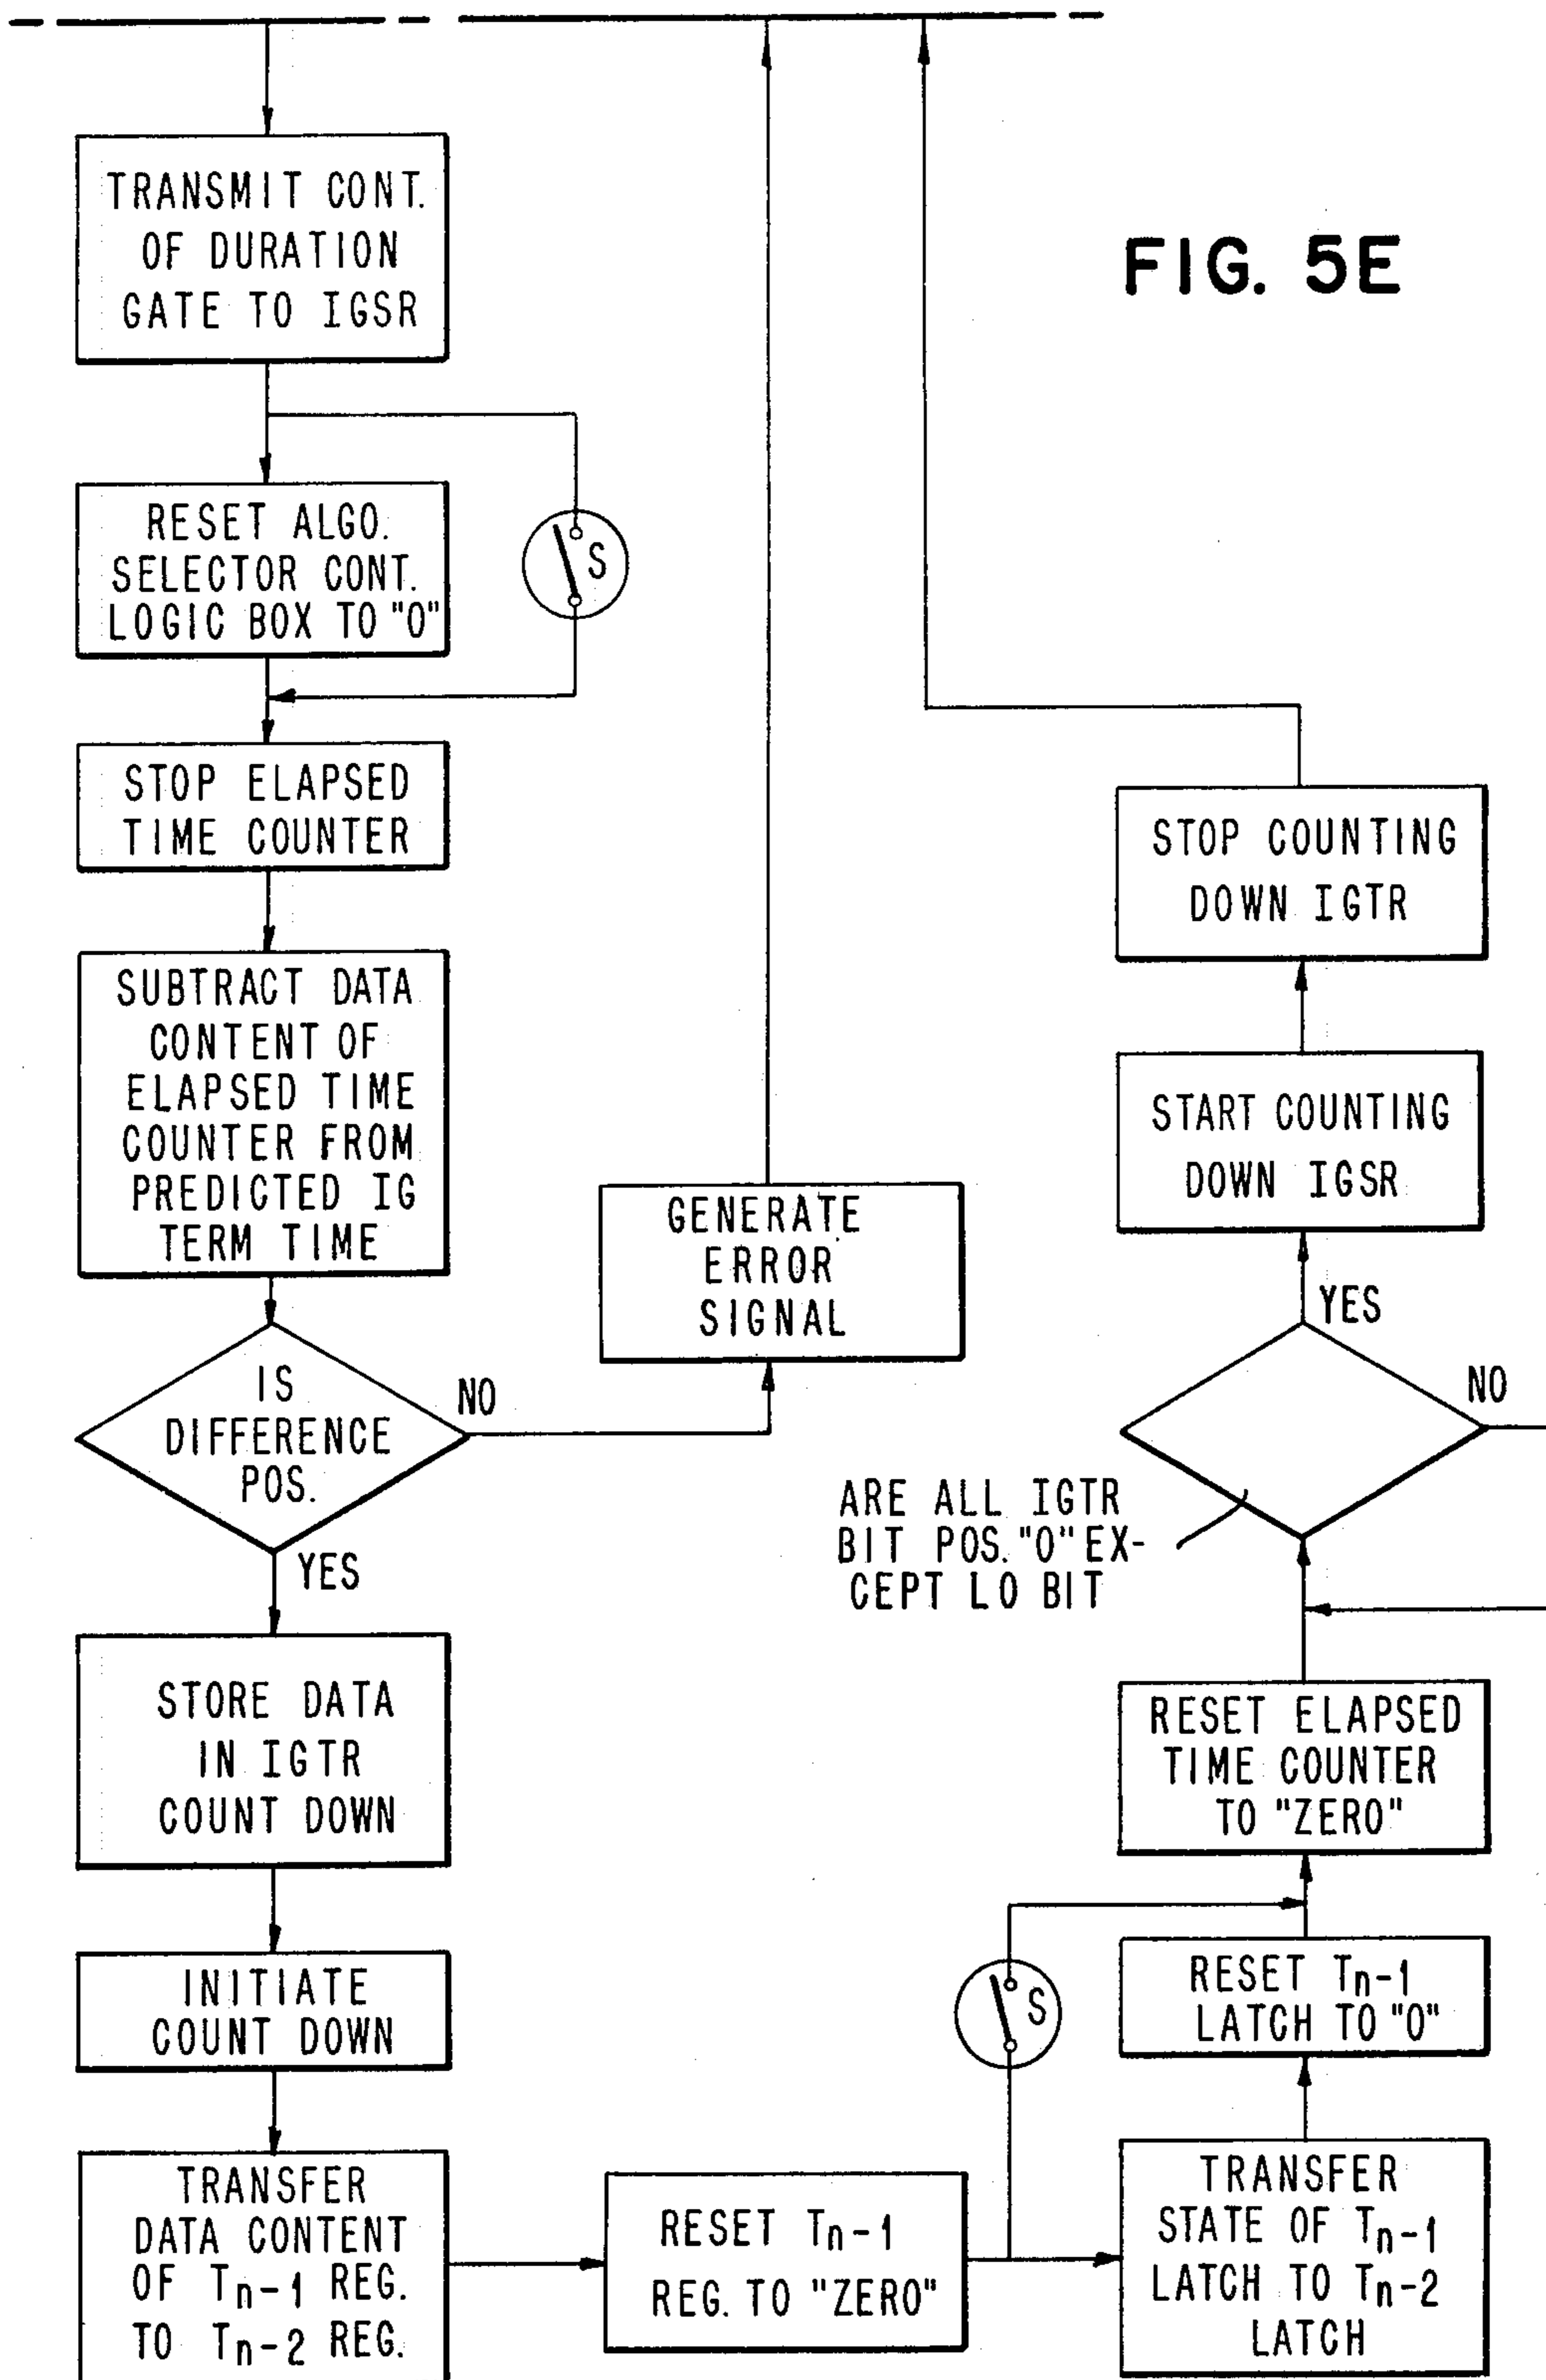 FIG. 5E
TRANSMIT CONT.
OF DURATION
GATE TO IGSR
RESET ALGO.
SELECTOR CONT.
LOGIC BOX TO "0"
S
STOP ELAPSED
TIME COUNTER
SUBTRACT DATA
CONTENT OF
ELAPSED TIME
COUNTER FROM
PREDICTED IG
TERM TIME
IS
DIFFERENCE
POS.
NO
YES
GENERATE
ERROR
SIGNAL
STORE DATA
IN IGTR
COUNT DOWN
INITIATE
COUNT DOWN
TRANSFER
DATA CONTENT
OF Tn-1 REG.
TO Tn-2 REG.
RESET Tn-1
REG. TO "ZERO"
S
TRANSFER
STATE OF Tn-1
LATCH TO Tn-2
LATCH
RESET Tn-1
LATCH TO "0"
RESET ELAPSED
TIME COUNTER
TO "ZERO"
ARE ALL IGTR
BIT POS. "0" EX-
CEPT LO BIT
NO
YES
START COUNTING
DOWN IGSR
STOP COUNTING
DOWN IGTR